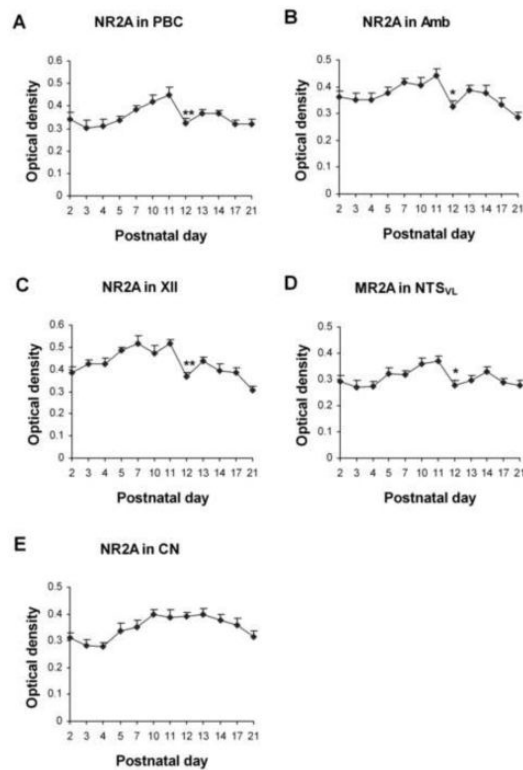 A
NR2A in PBC
Optical density
0.6
0.5
0.4
0.3
0.2
0.1
0
**
2 3 4 5 7 10 11 12 13 14 17 21
Postnatal day
B
NR2A in Amb
Optical density
0.5
0.4
0.3
0.2
0.1
0
*
2 3 4 5 7 10 11 12 13 14 17 21
Postnatal day
C
NR2A in XII
Optical density
0.6
0.5
0.4
0.3
0.2
0.1
0
**
2 3 4 5 7 10 11 12 13 14 17 21
Postnatal day
D
MR2A in NTSVL
Optical density
0.5
0.4
0.3
0.2
0.1
0
*
2 3 4 5 7 10 11 12 13 14 17 21
Postnatal day
E
NR2A in CN
Optical density
0.5
0.4
0.3
0.2
0.1
0
2 3 4 5 7 10 11 12 13 14 17 21
Postnatal day